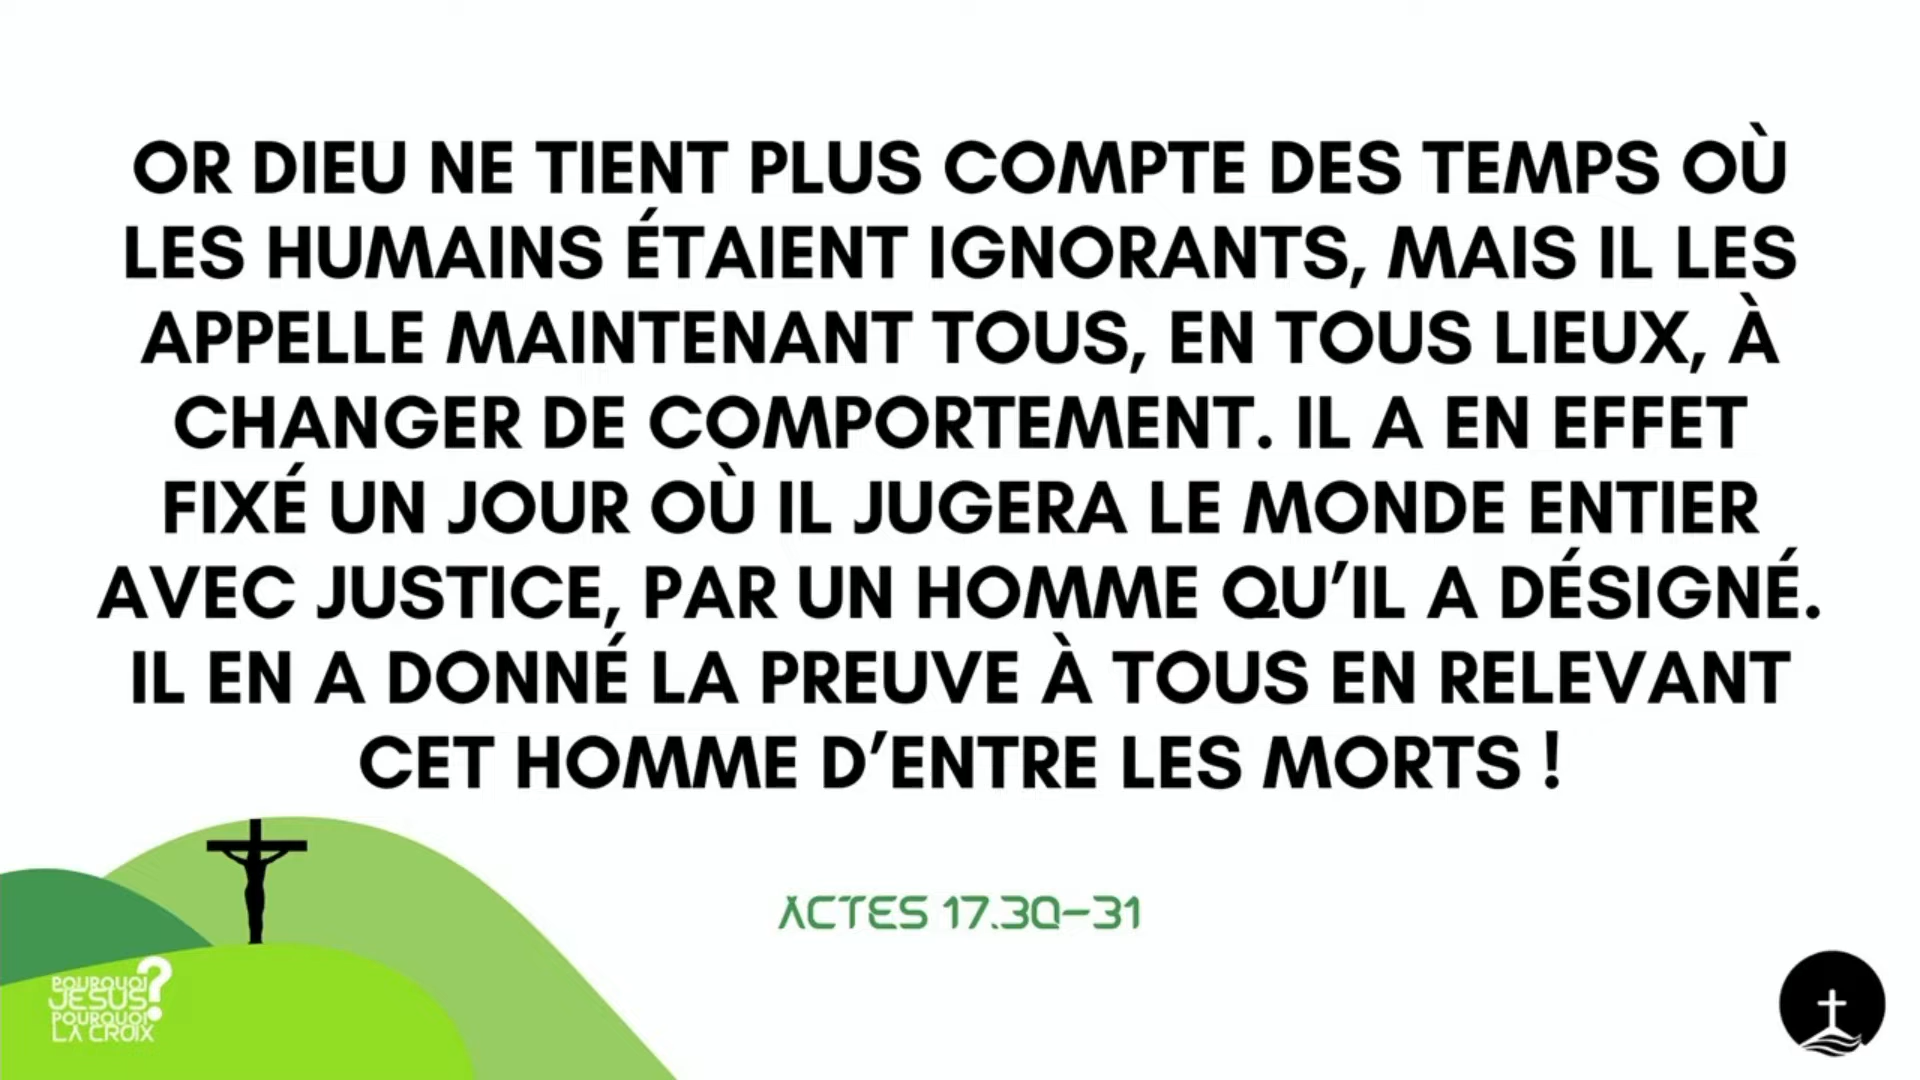 OR DIEU NE TIENT PLUS COMPTE DES TEMPS OÙ
LES HUMAINS ÉTAIENT IGNORANTS, MAIS IL LES
APPELLE MAINTENANT TOUS, EN TOUS LIEUX, À
CHANGER DE COMPORTEMENT. IL A EN EFFET
FIXÉ UN JOUR OÙ IL JUGERA LE MONDE ENTIER
AVEC JUSTICE, PAR UN HOMME QU’IL A DÉSIGNÉ.
IL EN A DONNÉ LA PREUVE À TOUS EN RELEVANT
CET HOMME D’ENTRE LES MORTS !
ACTES 17.30-31
POURQUOI
JESUS?
POURQUOI
LA CROIX